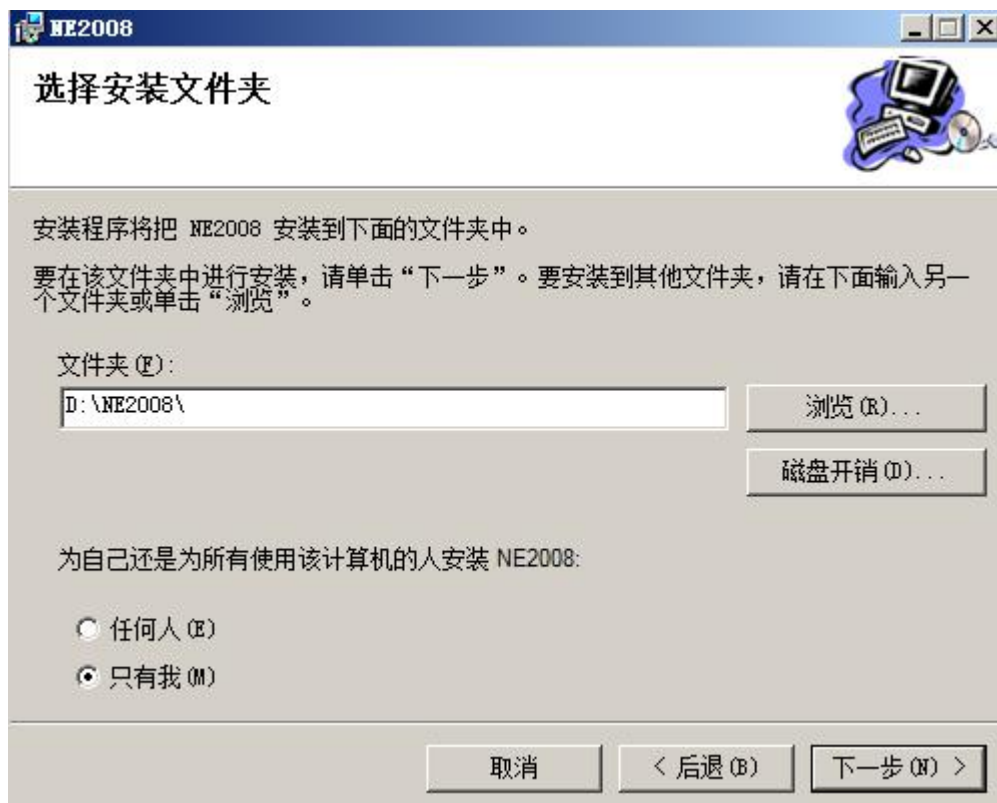 NE2008
选择安装文件夹
安装程序将把 NE2008 安装到下面的文件夹中。
要在该文件夹中进行安装，请单击“下一步”。要安装到其他文件夹，请在下面输入另一
个文件夹或单击“浏览”。
文件夹(F):
D:\NE2008\
浏览(R)...
磁盘开销(D)...
为自己还是为所有使用该计算机的人安装 NE2008:
任何人(E)
只有我(M)
取消
< 后退(B)
下一步(N) >